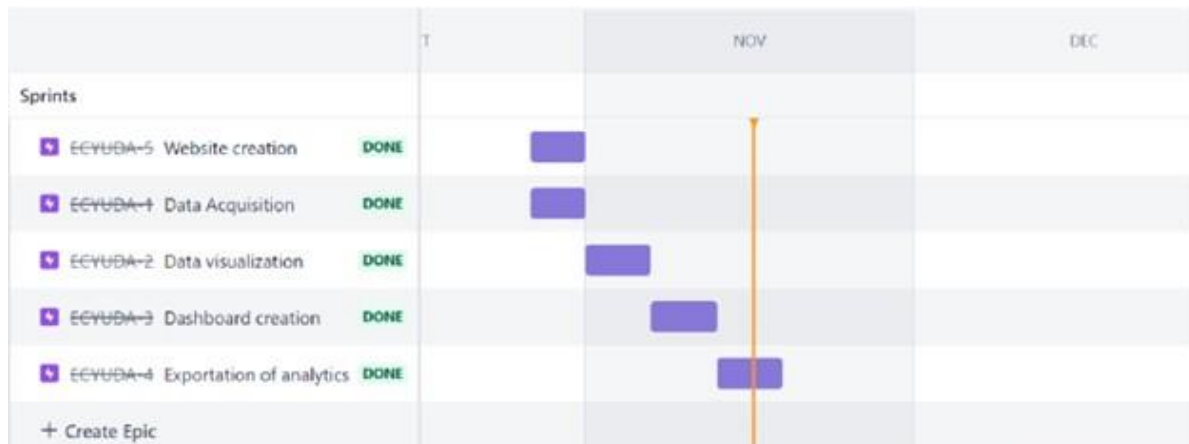 T NOV DEC
Sprints
ECYUDA-5 Website creation DONE
ECYUDA-1 Data Acquisition DONE
ECYUDA-2 Data visualization DONE
ECYUDA-3 Dashboard creation DONE
ECYUDA-4 Exportation of analytics DONE
+ Create Epic